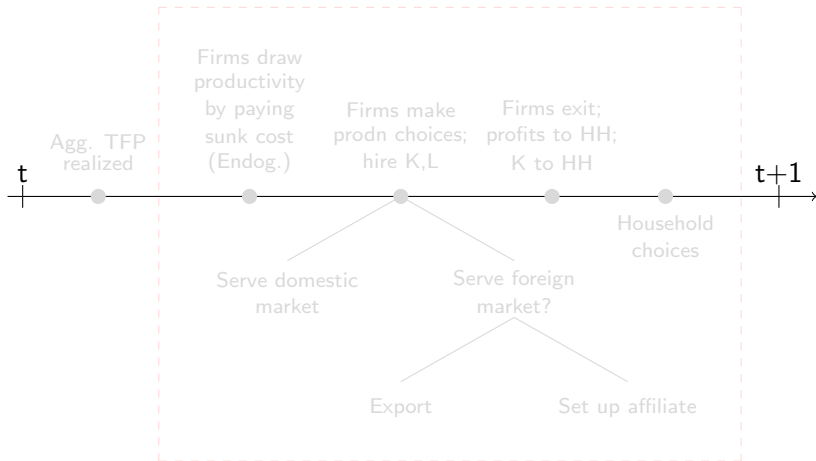 t
Agg. TFP
realized
Firms draw
productivity
by paying
sunk cost
(Endog.)
Firms make
prodn choices;
hire K,L
Firms exit;
profits to HH;
K to HH
t+1
Household
choices
Serve domestic
market
Serve foreign
market?
Export
Set up affiliate